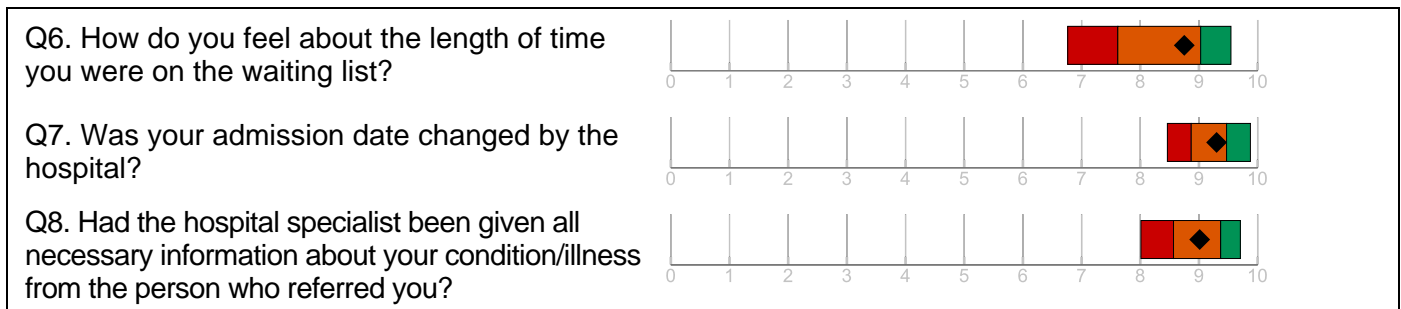 Q6. How do you feel about the length of time
you were on the waiting list?
0 1 2 3 4 5 6 7 8 9 10
Q7. Was your admission date changed by the
hospital?
0 1 2 3 4 5 6 7 8 9 10
Q8. Had the hospital specialist been given all
necessary information about your condition/illness
from the person who referred you?
0 1 2 3 4 5 6 7 8 9 10